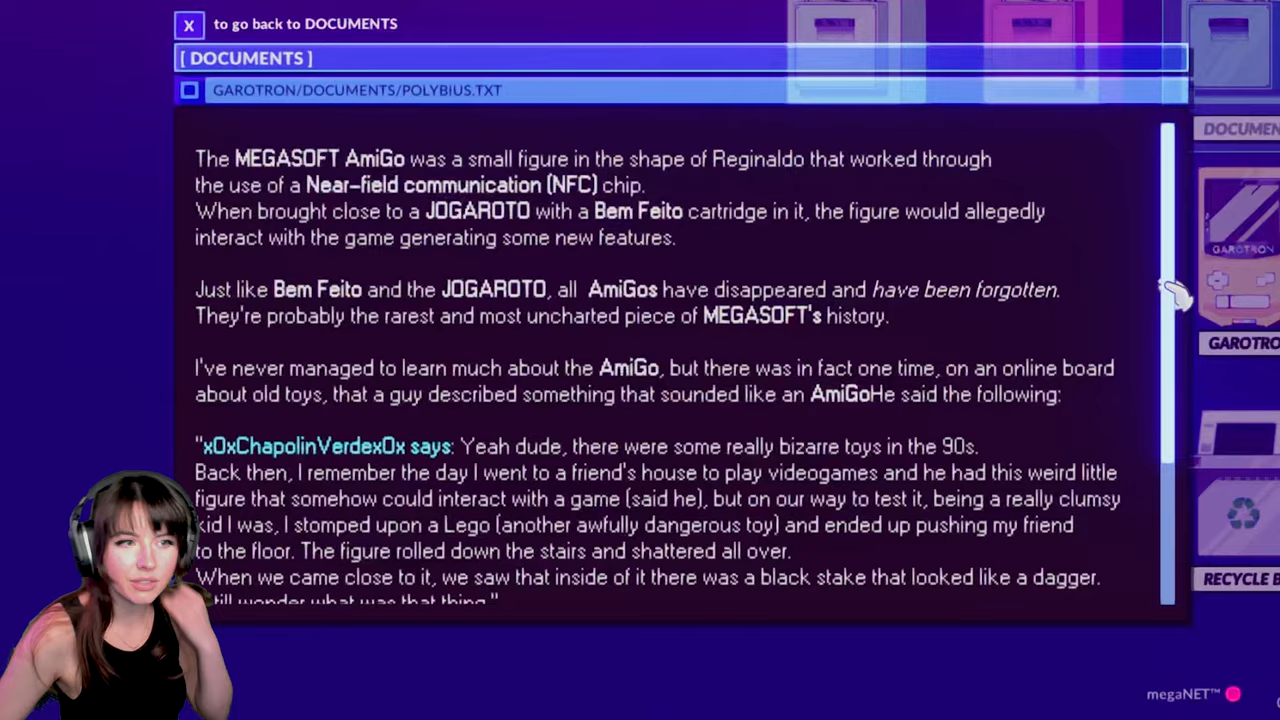 X to go back to DOCUMENTS
[ DOCUMENTS ]
GAROTRON/DOCUMENTS/POLYBIUS.TXT
The MEGASOFT AmiGo was a small figure in the shape of Reginaldo that worked through
the use of a Near-field communication (NFC) chip.
When brought close to a JOGAROTO with a Bem Feito cartridge in it, the figure would allegedly
interact with the game generating some new features.
Just like Bem Feito and the JOGAROTO, all AmiGos have disappeared and have been forgotten.
They're probably the rarest and most uncharted piece of MEGASOFT's history.
I've never managed to learn much about the AmiGo, but there was in fact one time, on an online board
about old toys, that a guy described something that sounded like an AmiGoHe said the following:
"xOxChapolinVerdexOx says: Yeah dude, there were some really bizarre toys in the 90s.
Back then, I remember the day I went to a friend's house to play videogames and he had this weird little
figure that somehow could interact with a game (said he), but on our way to test it, being a really clumsy
kid I was, I stomped upon a Lego (another awfully dangerous toy) and ended up pushing my friend
to the floor. The figure rolled down the stairs and shattered all over.
When we came close to it, we saw that inside of it there was a black stake that looked like a dagger.
still wonder what was that thing."
DOCUMEN
GAROTRON
GAROTRO
RECYCLE B
megaNET™